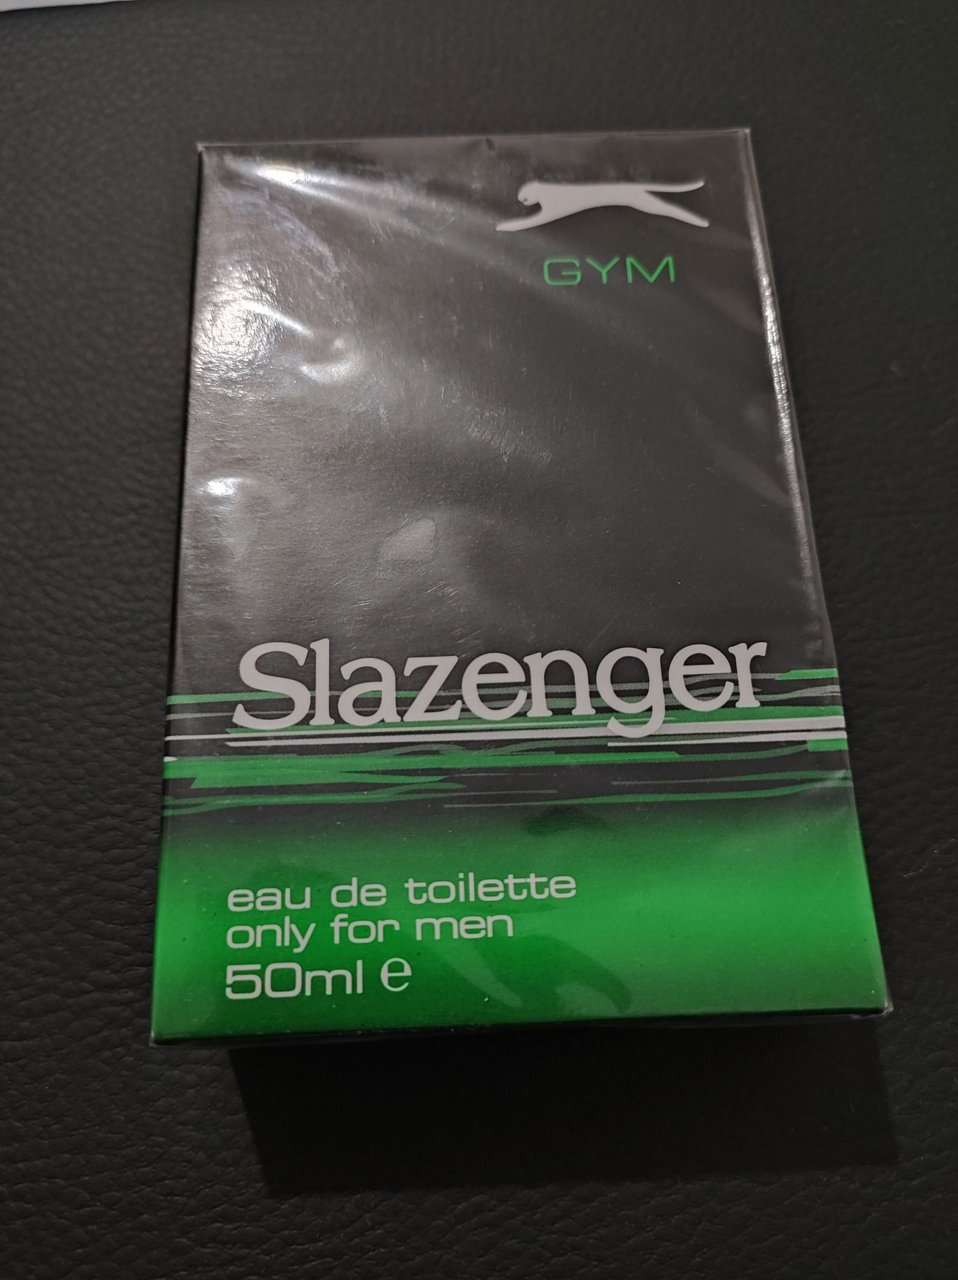 GYM
Slazenger
eau de toilette
only for men
50ml ℮